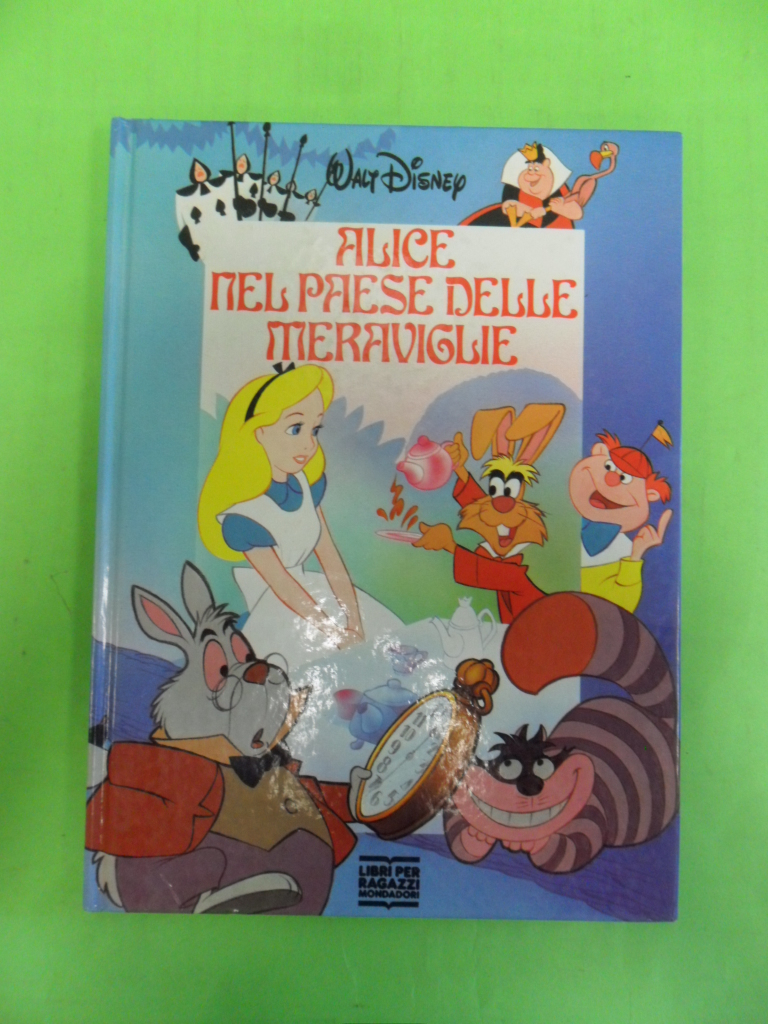 WALT DISNEY
ALICE
NEL PAESE DELLE
MERAVIGLIE
LIBRI PER
RAGAZZI
MONDADORI